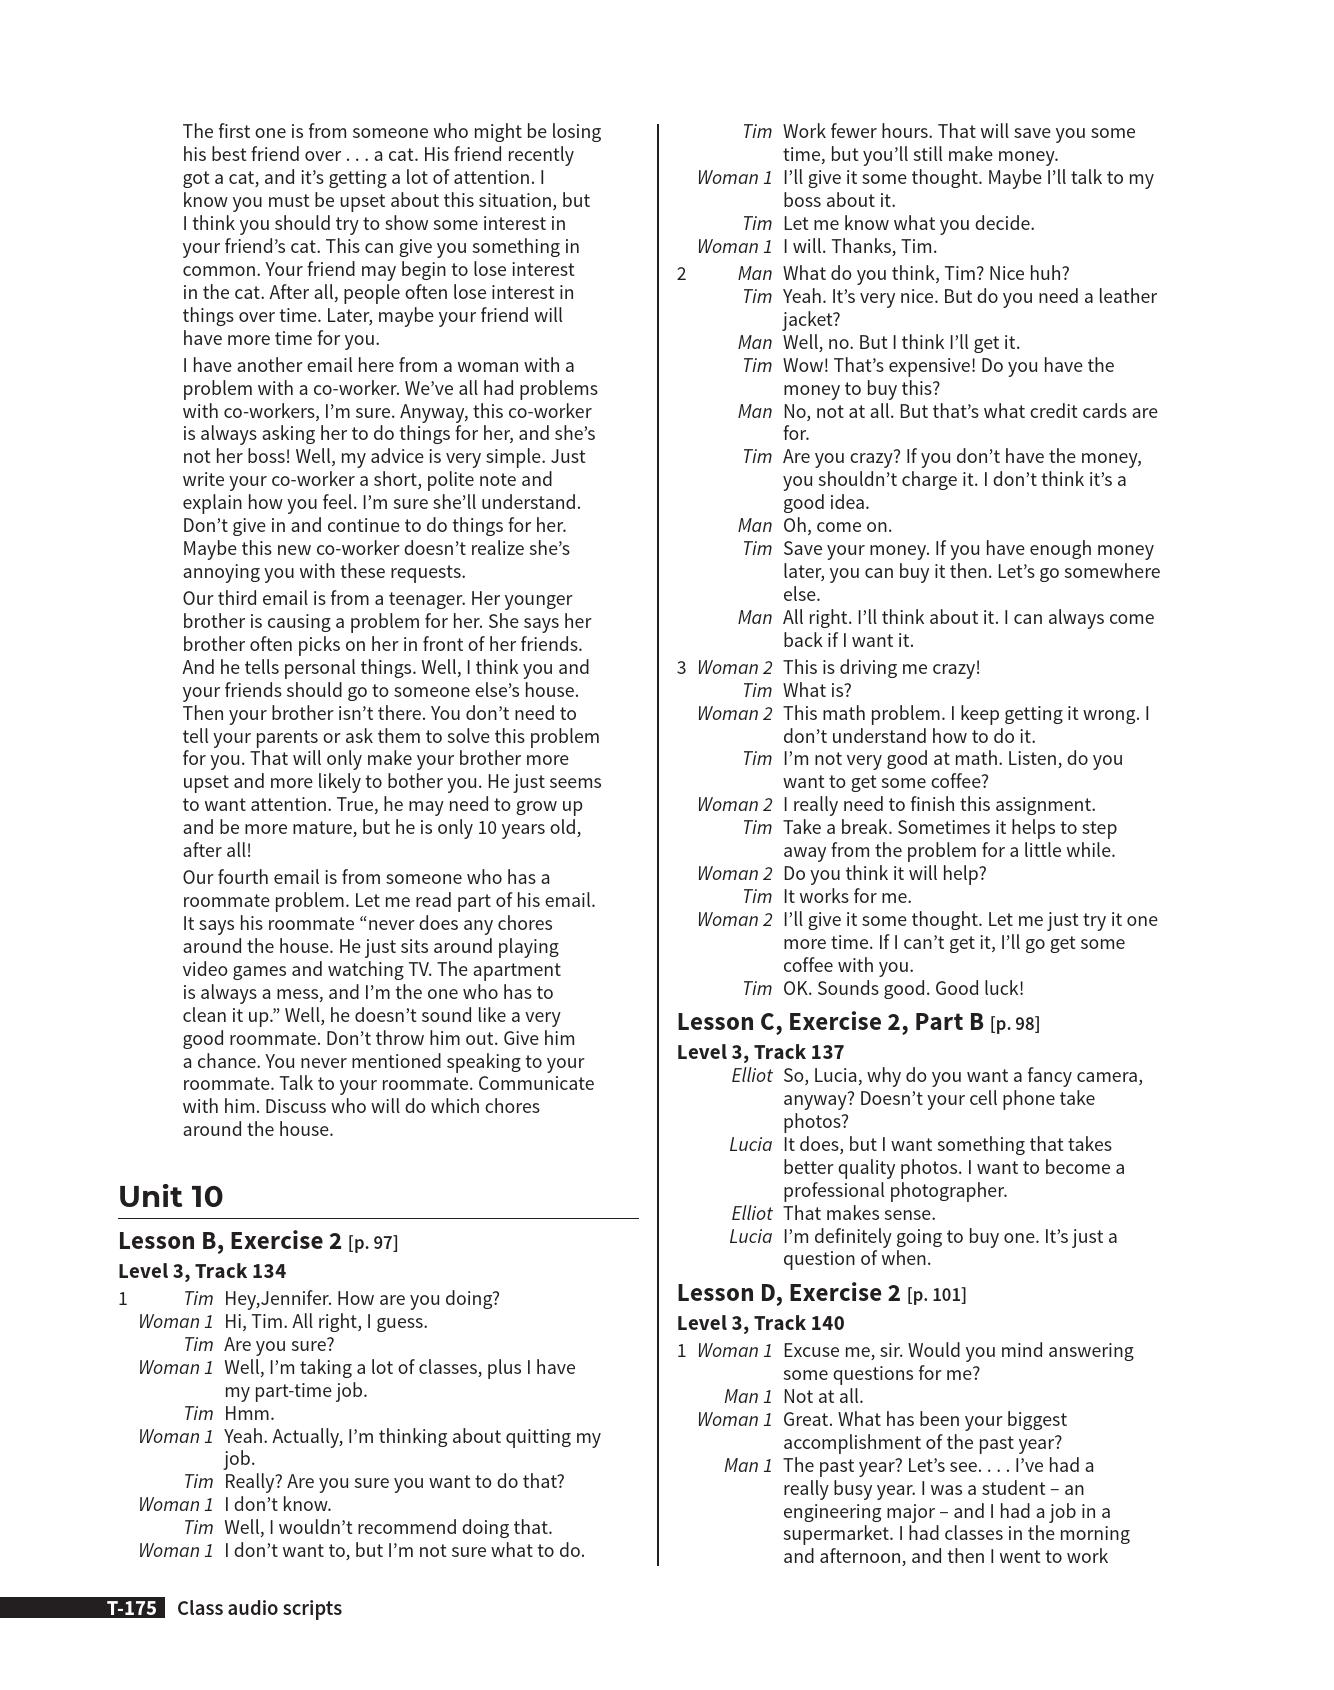 The first one is from someone who might be losing
his best friend over . . . a cat. His friend recently
got a cat, and it’s getting a lot of attention. I
know you must be upset about this situation, but
I think you should try to show some interest in
your friend’s cat. This can give you something in
common. Your friend may begin to lose interest
in the cat. After all, people often lose interest in
things over time. Later, maybe your friend will
have more time for you.
I have another email here from a woman with a
problem with a co-worker. We’ve all had problems
with co-workers, I’m sure. Anyway, this co-worker
is always asking her to do things for her, and she’s
not her boss! Well, my advice is very simple. Just
write your co-worker a short, polite note and
explain how you feel. I’m sure she’ll understand.
Don’t give in and continue to do things for her.
Maybe this new co-worker doesn’t realize she’s
annoying you with these requests.
Our third email is from a teenager. Her younger
brother is causing a problem for her. She says her
brother often picks on her in front of her friends.
And he tells personal things. Well, I think you and
your friends should go to someone else’s house.
Then your brother isn’t there. You don’t need to
tell your parents or ask them to solve this problem
for you. That will only make your brother more
upset and more likely to bother you. He just seems
to want attention. True, he may need to grow up
and be more mature, but he is only 10 years old,
after all!
Our fourth email is from someone who has a
roommate problem. Let me read part of his email.
It says his roommate “never does any chores
around the house. He just sits around playing
video games and watching TV. The apartment
is always a mess, and I’m the one who has to
clean it up.” Well, he doesn’t sound like a very
good roommate. Don’t throw him out. Give him
a chance. You never mentioned speaking to your
roommate. Talk to your roommate. Communicate
with him. Discuss who will do which chores
around the house.
Unit 10
Lesson B, Exercise 2 [p. 97]
Level 3, Track 134
1 Tim Hey,Jennifer. How are you doing?
Woman 1 Hi, Tim. All right, I guess.
Tim Are you sure?
Woman 1 Well, I’m taking a lot of classes, plus I have
my part-time job.
Tim Hmm.
Woman 1 Yeah. Actually, I’m thinking about quitting my
job.
Tim Really? Are you sure you want to do that?
Woman 1 I don’t know.
Tim Well, I wouldn’t recommend doing that.
Woman 1 I don’t want to, but I’m not sure what to do.
Tim Work fewer hours. That will save you some
time, but you’ll still make money.
Woman 1 I’ll give it some thought. Maybe I’ll talk to my
boss about it.
Tim Let me know what you decide.
Woman 1 I will. Thanks, Tim.
2 Man What do you think, Tim? Nice huh?
Tim Yeah. It’s very nice. But do you need a leather
jacket?
Man Well, no. But I think I’ll get it.
Tim Wow! That’s expensive! Do you have the
money to buy this?
Man No, not at all. But that’s what credit cards are
for.
Tim Are you crazy? If you don’t have the money,
you shouldn’t charge it. I don’t think it’s a
good idea.
Man Oh, come on.
Tim Save your money. If you have enough money
later, you can buy it then. Let’s go somewhere
else.
Man All right. I’ll think about it. I can always come
back if I want it.
3 Woman 2 This is driving me crazy!
Tim What is?
Woman 2 This math problem. I keep getting it wrong. I
don’t understand how to do it.
Tim I’m not very good at math. Listen, do you
want to get some coffee?
Woman 2 I really need to finish this assignment.
Tim Take a break. Sometimes it helps to step
away from the problem for a little while.
Woman 2 Do you think it will help?
Tim It works for me.
Woman 2 I’ll give it some thought. Let me just try it one
more time. If I can’t get it, I’ll go get some
coffee with you.
Tim OK. Sounds good. Good luck!
Lesson C, Exercise 2, Part B [p. 98]
Level 3, Track 137
Elliot So, Lucia, why do you want a fancy camera,
anyway? Doesn’t your cell phone take
photos?
Lucia It does, but I want something that takes
better quality photos. I want to become a
professional photographer.
Elliot That makes sense.
Lucia I’m definitely going to buy one. It’s just a
question of when.
Lesson D, Exercise 2 [p. 101]
Level 3, Track 140
1 Woman 1 Excuse me, sir. Would you mind answering
some questions for me?
Man 1 Not at all.
Woman 1 Great. What has been your biggest
accomplishment of the past year?
Man 1 The past year? Let’s see. . . . I’ve had a
really busy year. I was a student – an
engineering major – and I had a job in a
supermarket. I had classes in the morning
and afternoon, and then I went to work
T-175 Class audio scripts